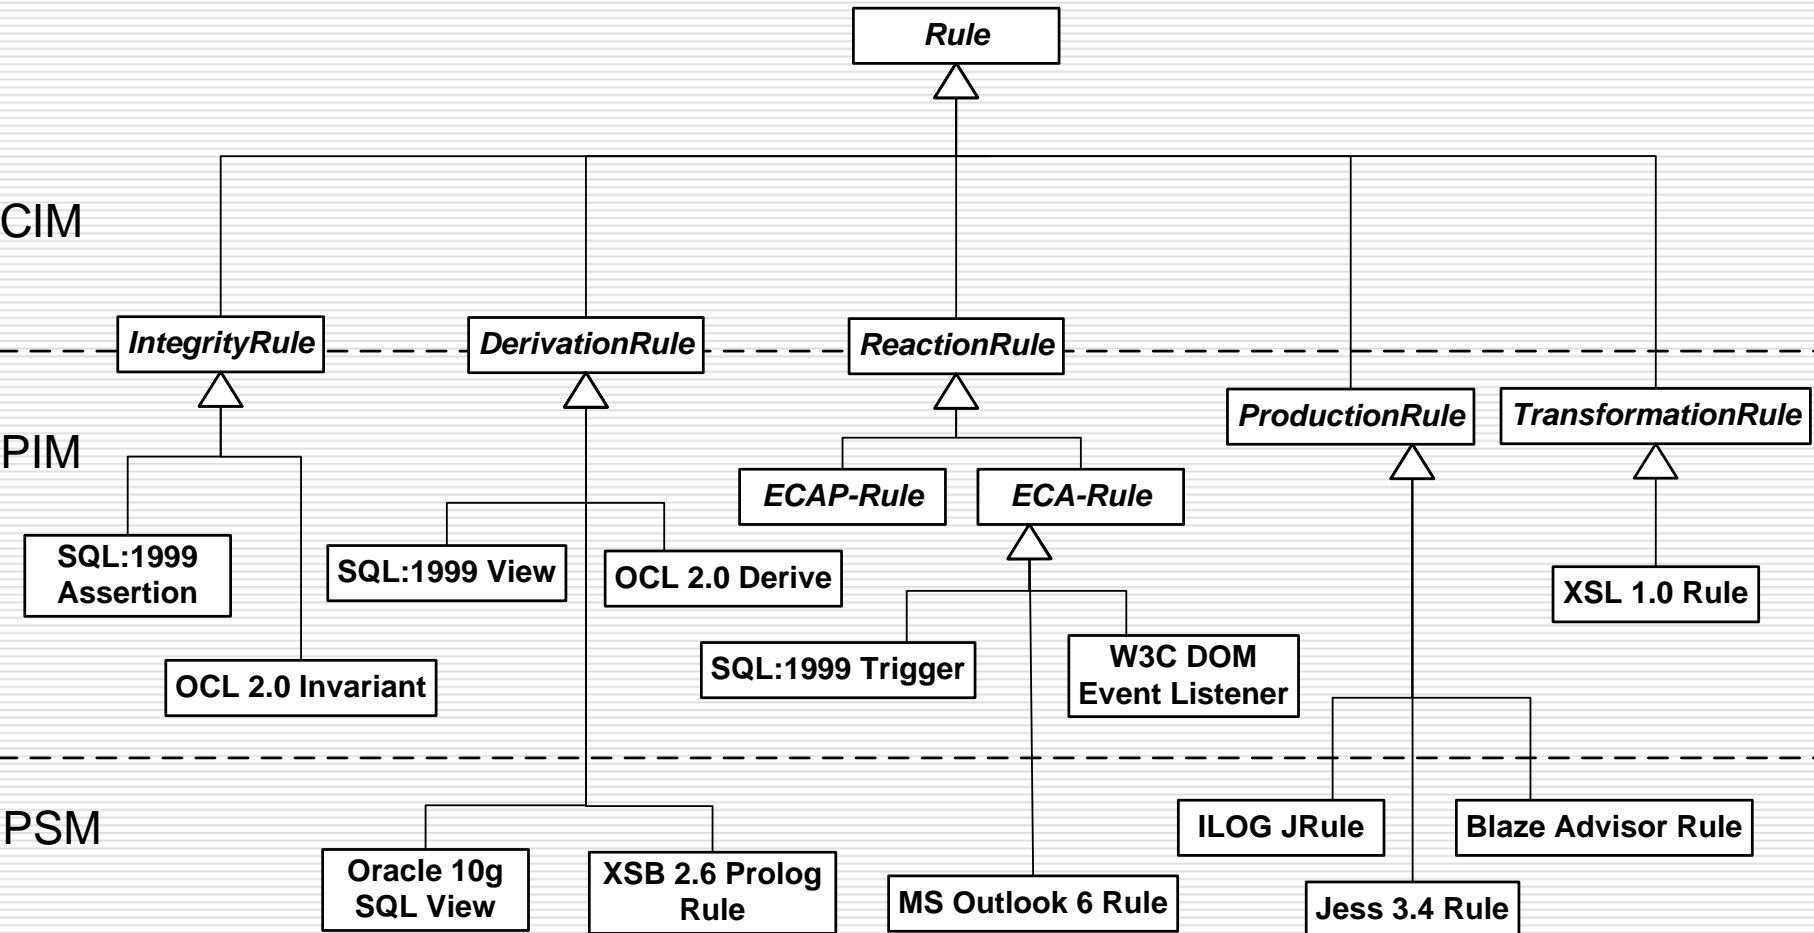 Rule
CIM
IntegrityRule
DerivationRule
ReactionRule
ProductionRule
TransformationRule
PIM
ECAP-Rule
ECA-Rule
SQL:1999
Assertion
SQL:1999 View
OCL 2.0 Derive
XSL 1.0 Rule
OCL 2.0 Invariant
SQL:1999 Trigger
W3C DOM
Event Listener
PSM
ILOG JRule
Blaze Advisor Rule
Oracle 10g
SQL View
XSB 2.6 Prolog
Rule
MS Outlook 6 Rule
Jess 3.4 Rule